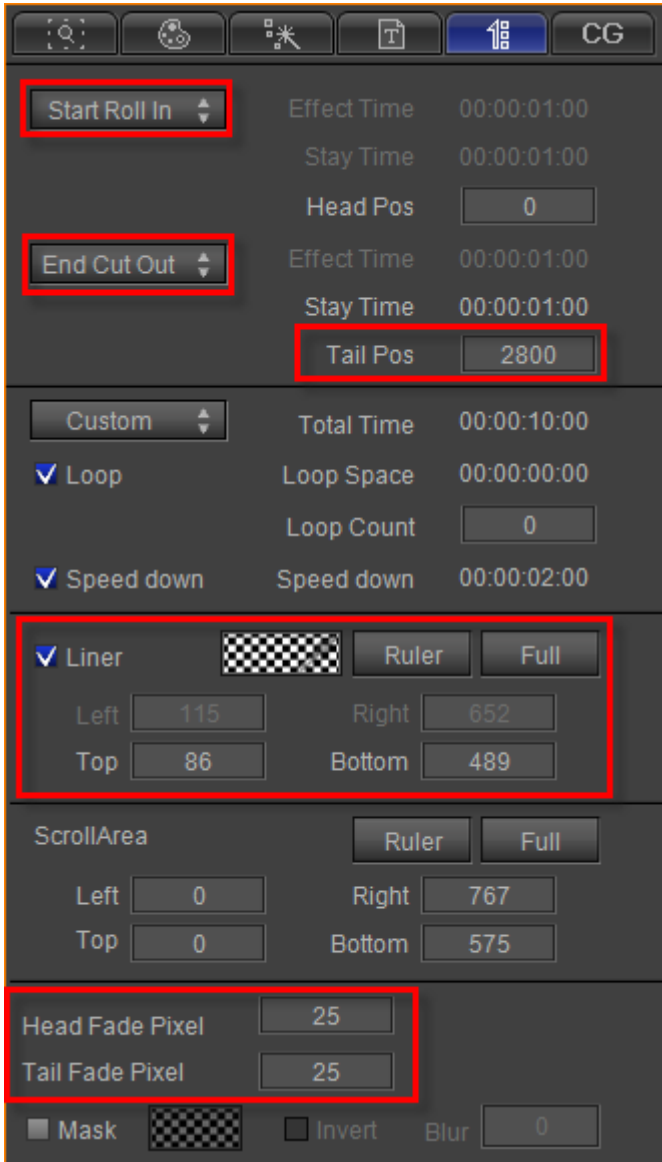 T CG
Start Roll In Effect Time 00:00:01:00
Stay Time 00:00:01:00
Head Pos 0
End Cut Out Effect Time 00:00:01:00
Stay Time 00:00:01:00
Tail Pos 2800
Custom Total Time 00:00:10:00
Loop Loop Space 00:00:00:00
Loop Count 0
Speed down Speed down 00:00:02:00
Liner Ruler Full
Left 115 Right 652
Top 86 Bottom 489
ScrollArea Ruler Full
Left 0 Right 767
Top 0 Bottom 575
Head Fade Pixel 25
Tail Fade Pixel 25
Mask Invert Blur 0